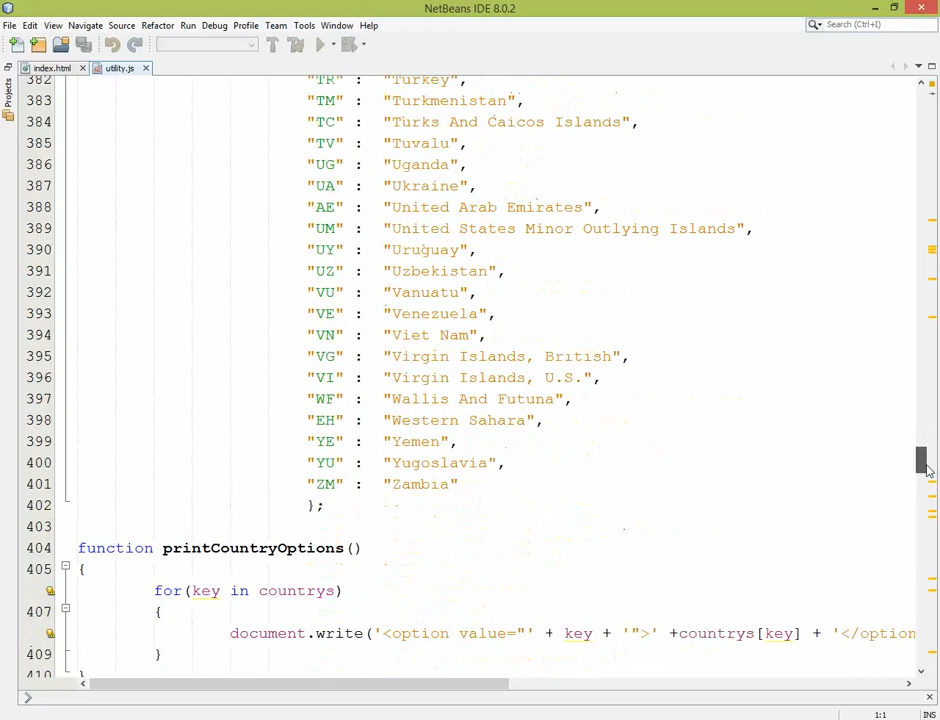 NetBeans IDE 8.0.2
File Edit View Navigate Source Refactor Run Debug Profile Team Tools Window Help
Search (Ctrl+I)
index.html utility.js
Projects
382 "TR" : "Turkey",
383 "TM" : "Turkmenistan",
384 "TC" : "Turks And Caicos Islands",
385 "TV" : "Tuvalu",
386 "UG" : "Uganda",
387 "UA" : "Ukraine",
388 "AE" : "United Arab Emirates",
389 "UM" : "United States Minor Outlying Islands",
390 "UY" : "Uruguay",
391 "UZ" : "Uzbekistan",
392 "VU" : "Vanuatu",
393 "VE" : "Venezuela",
394 "VN" : "Viet Nam",
395 "VG" : "Virgin Islands, British",
396 "VI" : "Virgin Islands, U.S.",
397 "WF" : "Wallis And Futuna",
398 "EH" : "Western Sahara",
399 "YE" : "Yemen",
400 "YU" : "Yugoslavia",
401 "ZM" : "Zambia"
402 };
403
404 function printCountryOptions()
405 {
for(key in countrys)
407 {
document.write('<option value="' + key + '">' +countrys[key] + '</option
409 }
410 }
1:1 INS